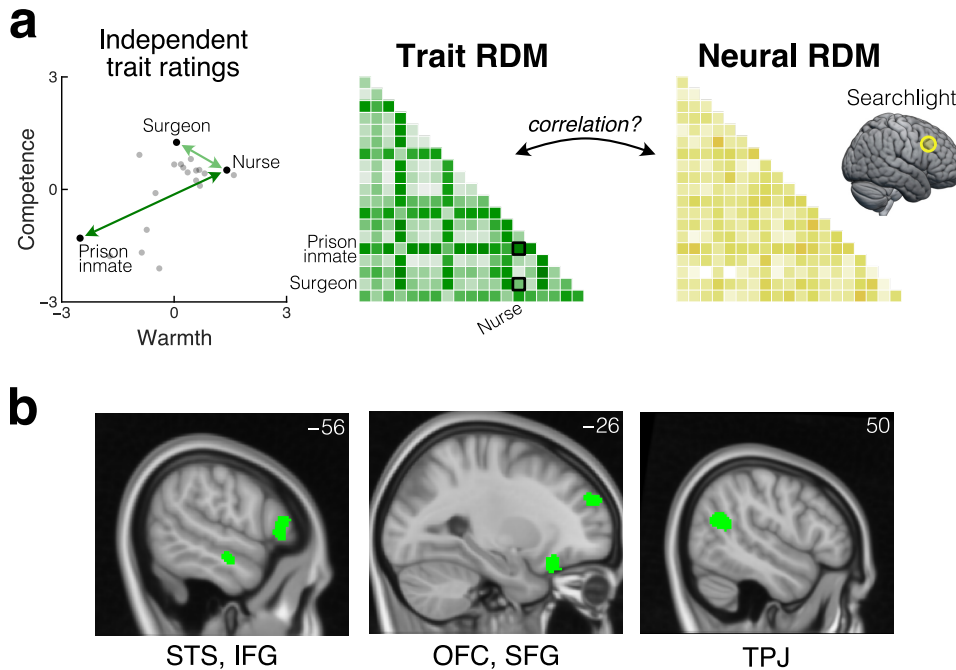 a
Independent
trait ratings
3
Surgeon
Nurse
Competence
0
Prison
inmate
−3
−3
0
3
Warmth
Trait RDM
Prison
inmate
Surgeon
Nurse
correlation?
Neural RDM
Searchlight
b
−56
STS, IFG
−26
OFC, SFG
50
TPJ